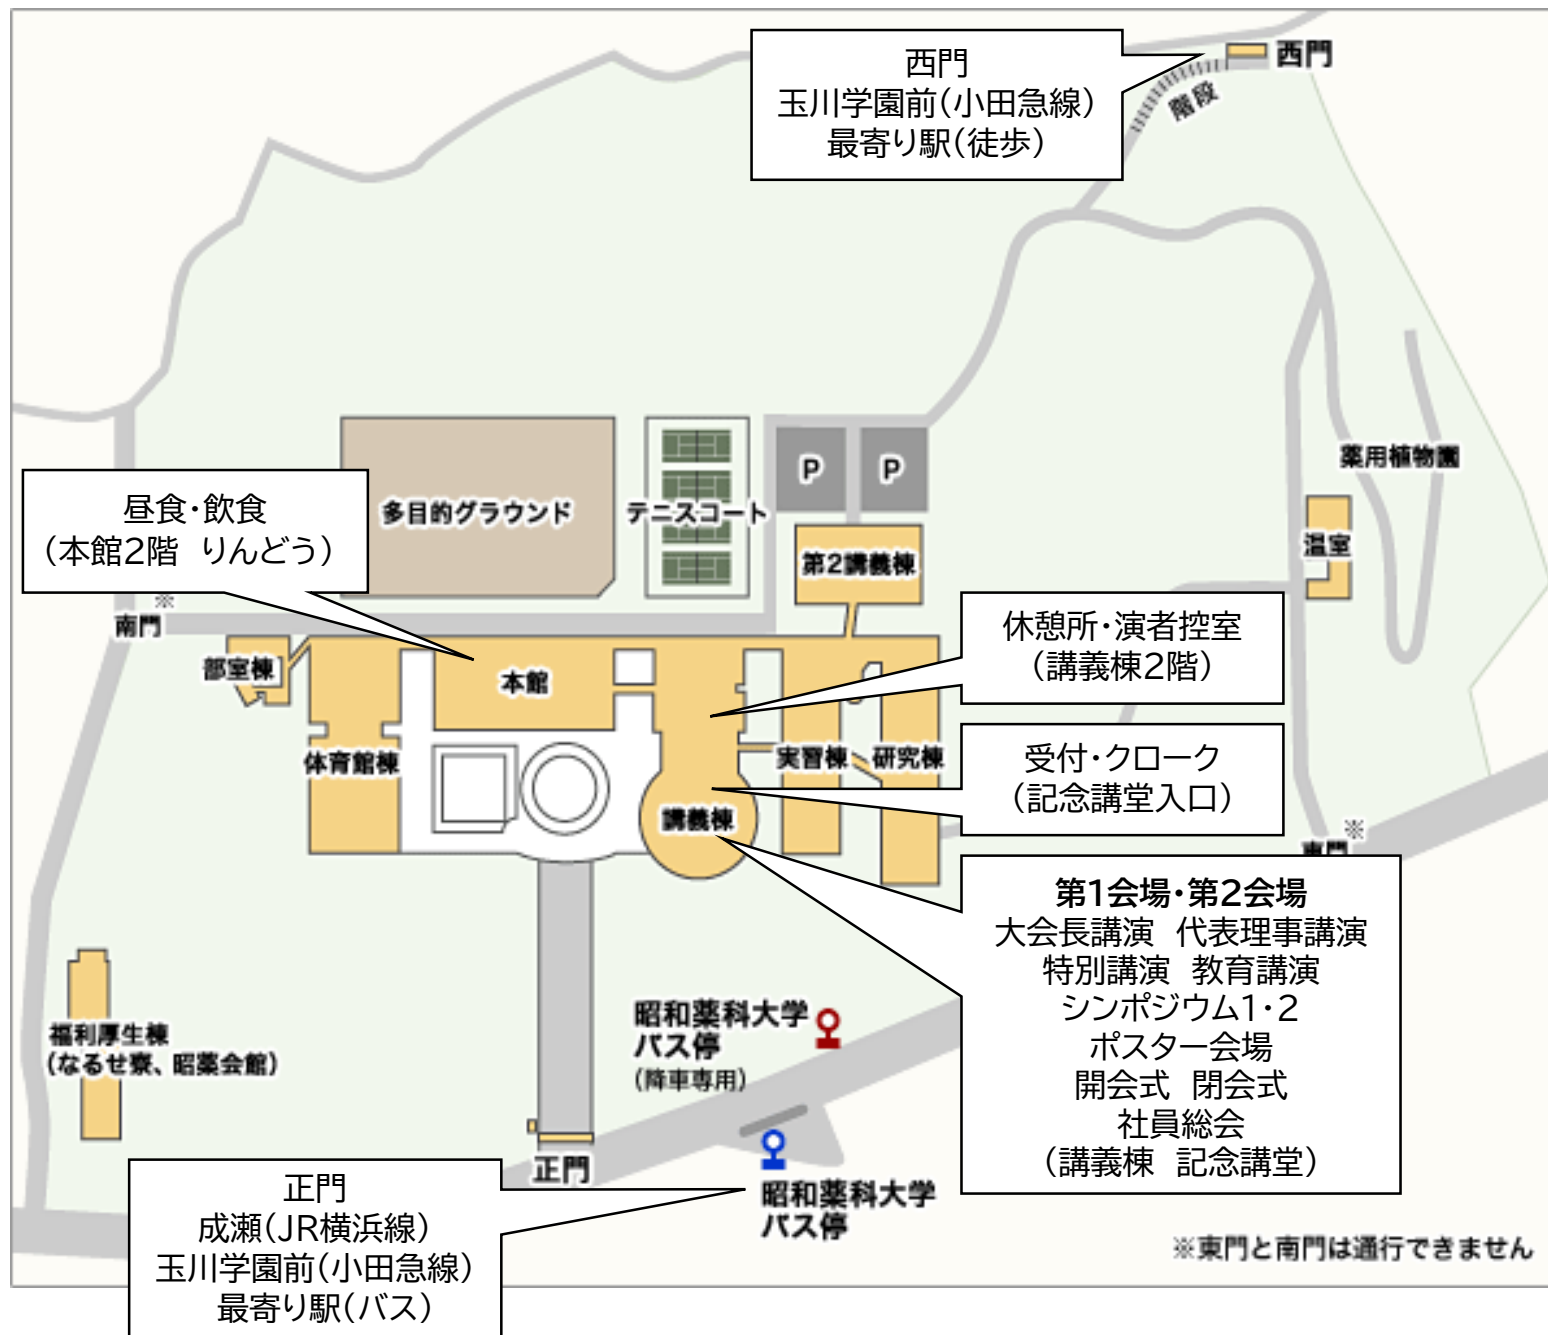 西門
玉川学園前(小田急線)
最寄り駅(徒歩)
西門
階段
薬用植物園
P
P
昼食・飲食
(本館2階　りんどう)
多目的グラウンド
テニスコート
第2講義棟
温室
※
南門
休憩所・演者控室
(講義棟2階)
部室棟
本館
体育館棟
実習棟
研究棟
受付・クローク
(記念講堂入口)
講義棟
※
東門
第1会場・第2会場
大会長講演　代表理事講演
特別講演　教育講演
シンポジウム1・2
ポスター会場
開会式　閉会式
社員総会
(講義棟　記念講堂)
昭和薬科大学
バス停
(降車専用)
福利厚生棟
(なるせ寮、昭薬会館)
正門
正門
成瀬(JR横浜線)
玉川学園前(小田急線)
最寄り駅(バス)
昭和薬科大学
バス停
※東門と南門は通行できません